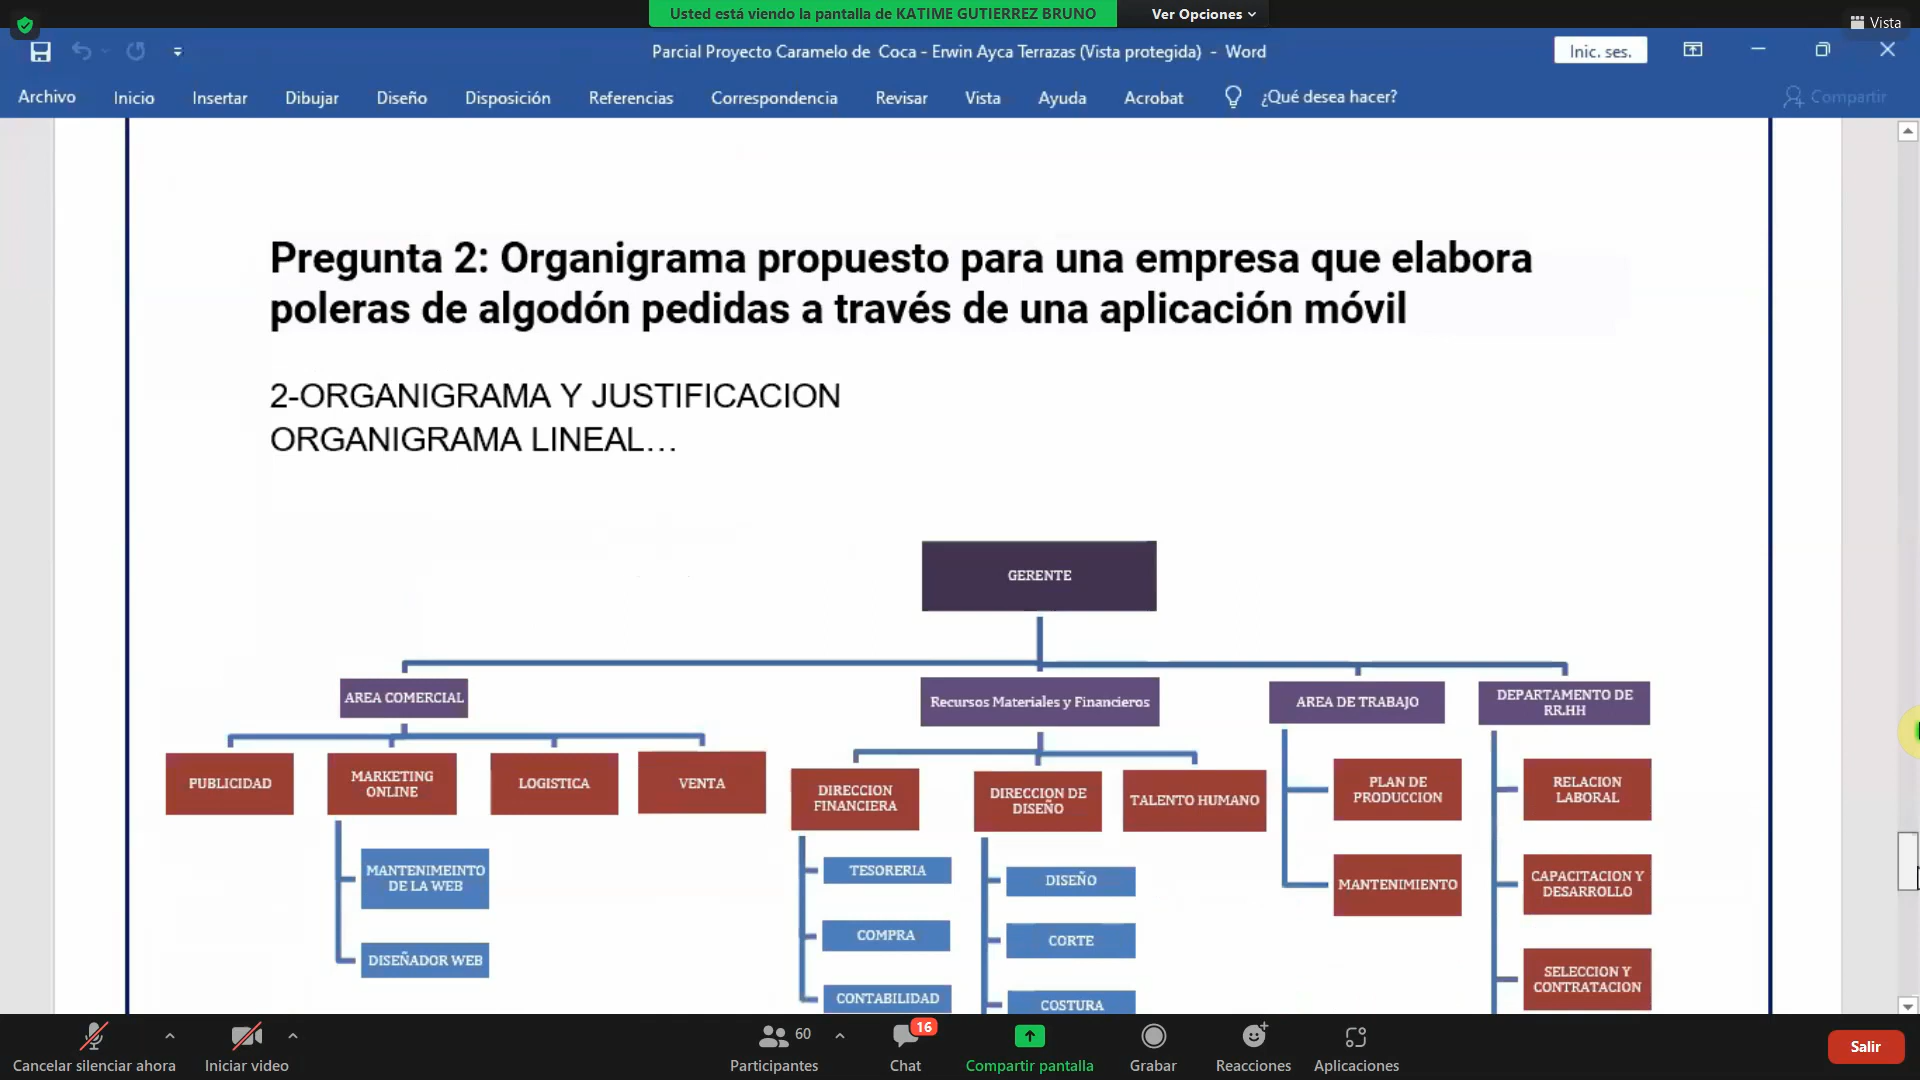 Usted está viendo la pantalla de KATIME GUTIERREZ BRUNO
Ver Opciones
Vista
Parcial Proyecto Caramelo de Coca - Erwin Ayca Terrazas (Vista protegida) - Word
Inic. ses.
Archivo Inicio Insertar Dibujar Diseño Disposición Referencias Correspondencia Revisar Vista Ayuda Acrobat ¿Qué desea hacer? Compartir
Pregunta 2: Organigrama propuesto para una empresa que elabora
poleras de algodón pedidas a través de una aplicación móvil
2-ORGANIGRAMA Y JUSTIFICACION
ORGANIGRAMA LINEAL…
GERENTE
AREA COMERCIAL
Recursos Materiales y Financieros
AREA DE TRABAJO
DEPARTAMENTO DE
RR.HH
PUBLICIDAD
MARKETING
ONLINE
LOGISTICA
VENTA
DIRECCION
FINANCIERA
DIRECCION DE
DISEÑO
TALENTO HUMANO
PLAN DE
PRODUCCION
RELACION
LABORAL
MANTENIMEINTO
DE LA WEB
TESORERIA
DISEÑO
MANTENIMIENTO
CAPACITACION Y
DESARROLLO
COMPRA
CORTE
DISEÑADOR WEB
SELECCION Y
CONTRATACION
CONTABILIDAD
COSTURA
Cancelar silenciar ahora
Iniciar video
60
Participantes
16
Chat
Compartir pantalla
Grabar
Reacciones
Aplicaciones
Salir